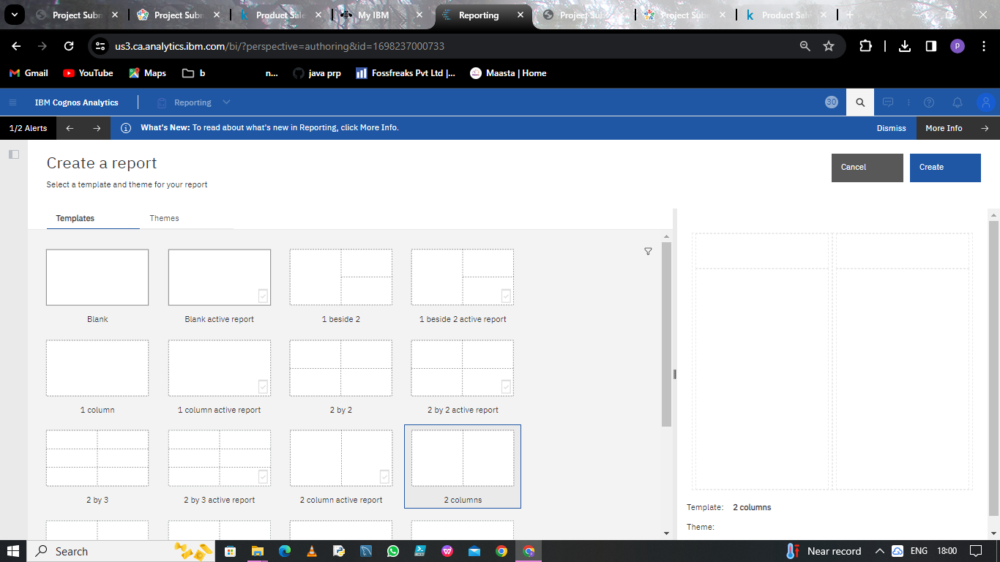 Project Subm
Project Subm
Product Sale
My IBM
Reporting
Project Sub
Project Subm
Product Sale
us3.ca.analytics.ibm.com/bi/?perspective=authoring&id=1698237000733
p
Gmail
YouTube
Maps
b
n...
java prp
Fossfreaks Pvt Ltd |...
Maasta | Home
IBM Cognos Analytics
Reporting
30
1/2 Alerts
What's New: To read about what's new in Reporting, click More Info.
Dismiss
More Info
Create a report
Cancel
Create
Select a template and theme for your report
Templates
Themes
Blank
Blank active report
1 beside 2
1 beside 2 active report
1 column
1 column active report
2 by 2
2 by 2 active report
2 by 3
2 by 3 active report
2 column active report
2 columns
Template: 2 columns
Theme:
Search
Near record
ENG
18:00